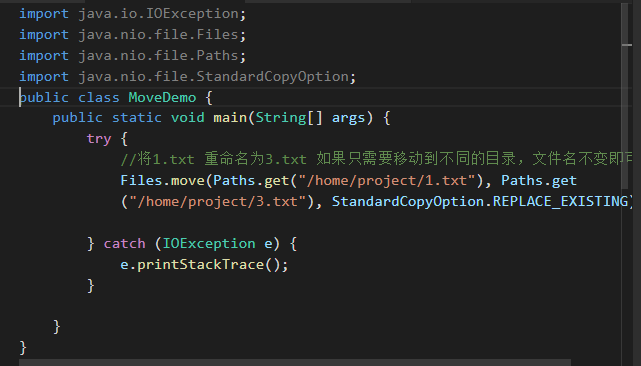 import java.io.IOException;
import java.nio.file.Files;
import java.nio.file.Paths;
import java.nio.file.StandardCopyOption;
public class MoveDemo {
    public static void main(String[] args) {
        try {
            //将1.txt 重命名为3.txt 如果只需要移动到不同的目录，文件名不变即可
            Files.move(Paths.get("/home/project/1.txt"), Paths.get
            ("/home/project/3.txt"), StandardCopyOption.REPLACE_EXISTING)
        } catch (IOException e) {
            e.printStackTrace();
        }
    }
}